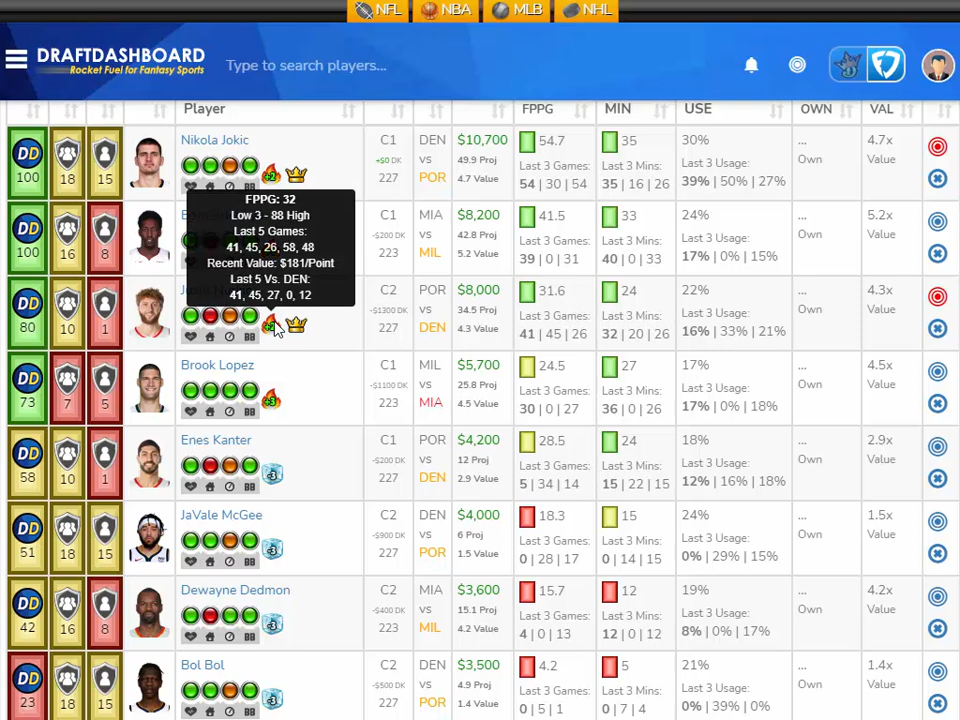 NFL NBA MLB NHL
DRAFTDASHBOARD
Rocket Fuel for Fantasy Sports
Type to search players...
Player FPPG MIN USE OWN VAL
DD 100 18 15 Nikola Jokic C1 DEN $10,700 54.7 35 30% ... 4.7x
+$0 DK VS 49.9 Proj Last 3 Games: Last 3 Mins: Last 3 Usage: Own Value
+2 227 POR 4.7 Value 54 | 30 | 54 35 | 16 | 26 39% | 50% | 27%
FPPG: 32
Low 3 - 88 High
Last 5 Games:
41, 45, 26, 58, 48
Recent Value: $181/Point
Last 5 Vs. DEN:
41, 45, 27, 0, 12
DD 100 16 8 C1 MIA $8,200 41.5 33 24% ... 5.2x
-$200 DK VS 42.8 Proj Last 3 Games: Last 3 Mins: Last 3 Usage: Own Value
223 MIL 5.2 Value 39 | 0 | 31 40 | 0 | 33 17% | 0% | 15%
DD 80 10 1 C2 POR $8,000 31.6 24 22% ... 4.3x
-$1300 DK VS 34.5 Proj Last 3 Games: Last 3 Mins: Last 3 Usage: Own Value
227 DEN 4.3 Value 41 | 45 | 26 32 | 20 | 26 16% | 33% | 21%
BB
DD 73 7 5 Brook Lopez C1 MIL $5,700 24.5 27 17% ... 4.5x
-$1100 DK VS 25.8 Proj Last 3 Games: Last 3 Mins: Last 3 Usage: Own Value
+3 223 MIA 4.5 Value 30 | 0 | 27 36 | 0 | 26 17% | 0% | 18%
BB
DD 58 10 1 Enes Kanter C1 POR $4,200 28.5 24 18% ... 2.9x
-$200 DK VS 12 Proj Last 3 Games: Last 3 Mins: Last 3 Usage: Own Value
-3 227 DEN 2.9 Value 5 | 34 | 14 15 | 22 | 15 12% | 16% | 18%
BB
DD 51 18 15 JaVale McGee C2 DEN $4,000 18.3 15 24% ... 1.5x
-$900 DK VS 6 Proj Last 3 Games: Last 3 Mins: Last 3 Usage: Own Value
-3 227 POR 1.5 Value 0 | 28 | 17 0 | 14 | 15 0% | 29% | 15%
BB
DD 42 16 8 Dewayne Dedmon C2 MIA $3,600 15.7 12 19% ... 4.2x
-$400 DK VS 15.1 Proj Last 3 Games: Last 3 Mins: Last 3 Usage: Own Value
-3 223 MIL 4.2 Value 4 | 0 | 13 12 | 0 | 12 8% | 0% | 17%
BB
DD 23 18 15 Bol Bol C2 DEN $3,500 4.2 5 21% ... 1.4x
-$500 DK VS 4.9 Proj Last 3 Games: Last 3 Mins: Last 3 Usage: Own Value
-3 227 POR 1.4 Value 0 | 5 | 1 0 | 7 | 4 0% | 39% | 0%
BB